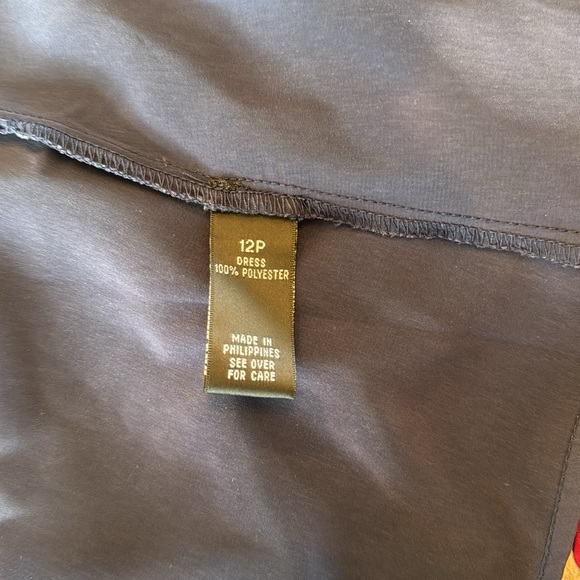 12P
DRESS
100% POLYESTER
MADE IN
PHILIPPINES
SEE OVER
FOR CARE